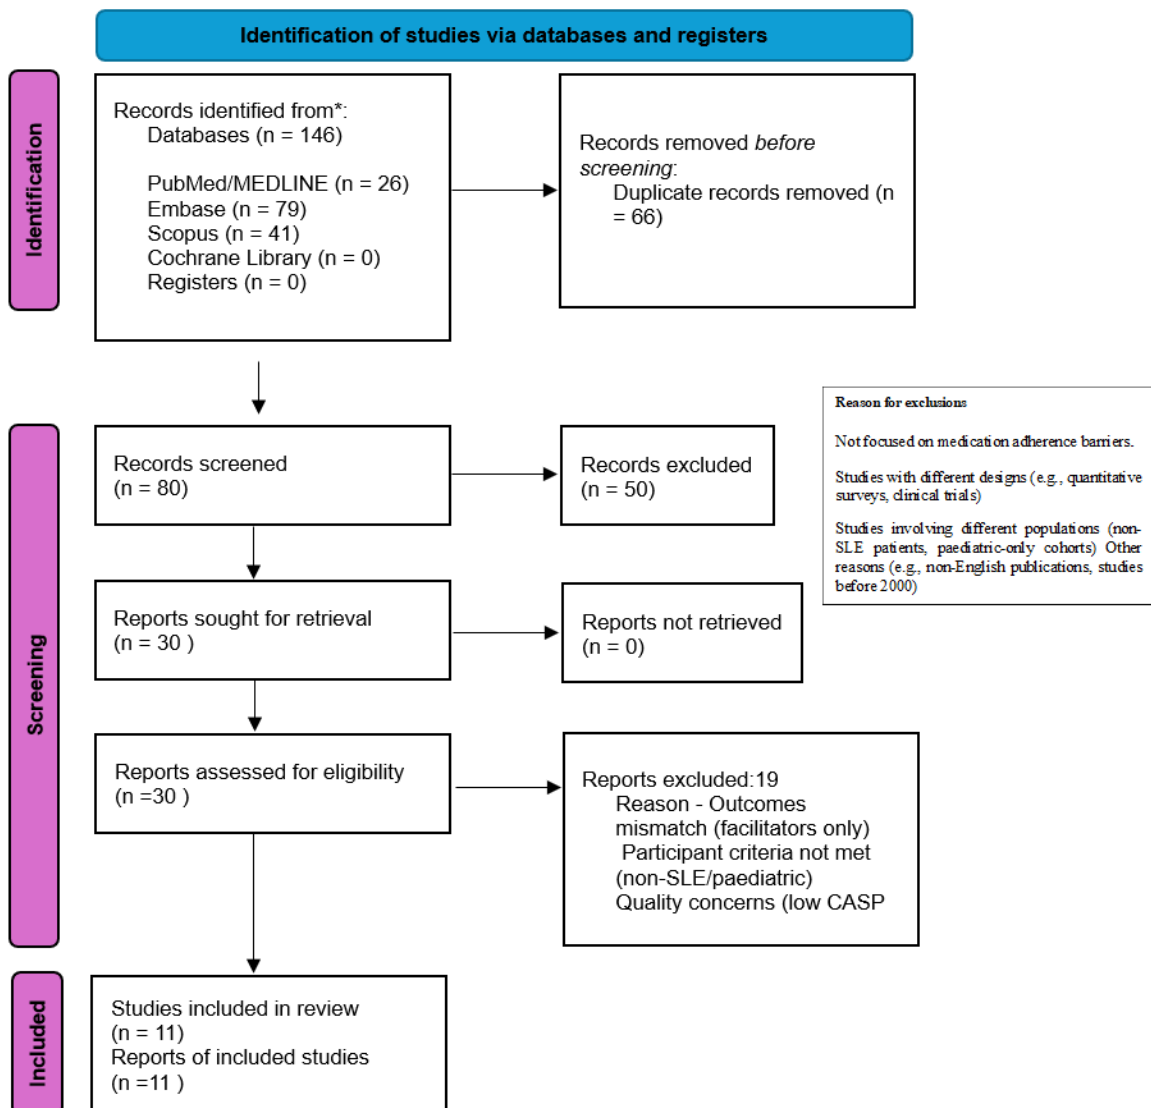 Identification of studies via databases and registers
Identification
Records identified from*:
Databases (n = 146)
PubMed/MEDLINE (n = 26)
Embase (n = 79)
Scopus (n = 41)
Cochrane Library (n = 0)
Registers (n = 0)
Records removed before
screening:
Duplicate records removed (n
= 66)
Screening
Records screened
(n = 80)
Records excluded
(n = 50)
Reason for exclusions
Not focused on medication adherence barriers.
Studies with different designs (e.g., quantitative
surveys, clinical trials)
Studies involving different populations (non-
SLE patients, paediatric-only cohorts) Other
reasons (e.g., non-English publications, studies
before 2000)
Reports sought for retrieval
(n = 30 )
Reports not retrieved
(n = 0)
Reports assessed for eligibility
(n =30 )
Reports excluded:19
Reason - Outcomes
mismatch (facilitators only)
Participant criteria not met
(non-SLE/paediatric)
Quality concerns (low CASP
Included
Studies included in review
(n = 11)
Reports of included studies
(n =11 )